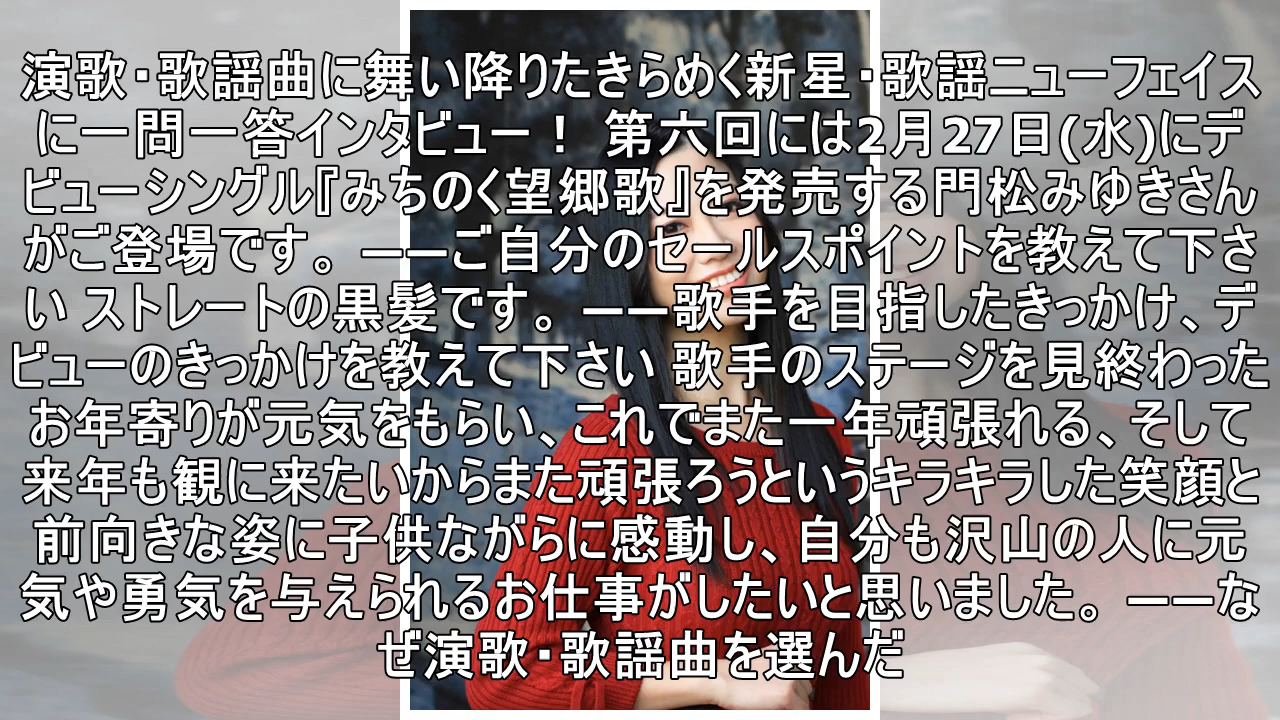 演歌・歌謡曲に舞い降りたきらめく新星・歌謡ニューフェイス
に一問一答インタビュー！ 第六回には2月27日(水)にデ
ビューシングル『みちのく望郷歌』を発売する門松みゆきさん
がご登場です。 ——ご自分のセールスポイントを教えて下さ
い ストレートの黒髪です。 ——歌手を目指したきっかけ、デ
ビューのきっかけを教えて下さい 歌手のステージを見終わった
お年寄りが元気をもらい、これでまた一年頑張れる、そして
来年も観に来たいからまた頑張ろうというキラキラした笑顔と
前向きな姿に子供ながらに感動し、自分も沢山の人に元
気や勇気を与えられるお仕事がしたいと思いました。 ——な
ぜ演歌・歌謡曲を選んだ